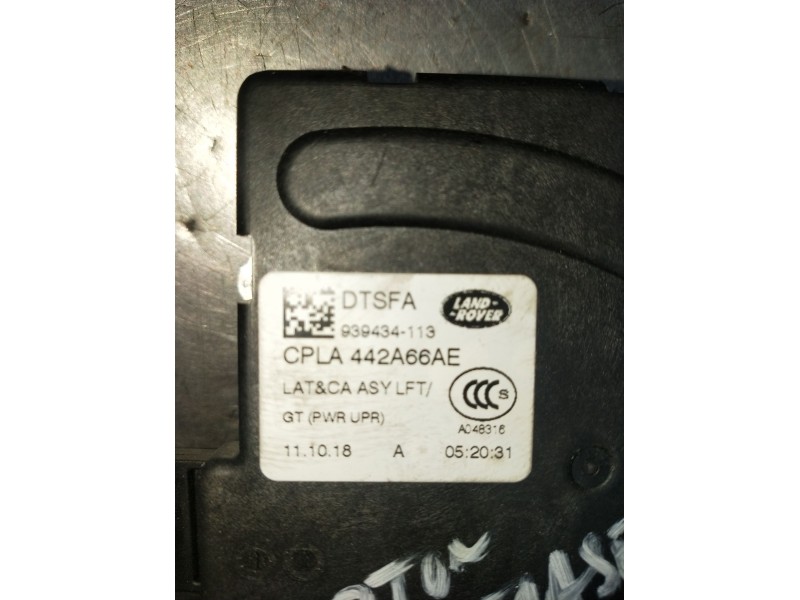 DTSFA
LAND-
-ROVER
939434-113
CPLA 442A66AE
LAT&CA ASY LFT/
GT (PWR UPR)
CCC S
A048316
11.10.18 A 05:20:31